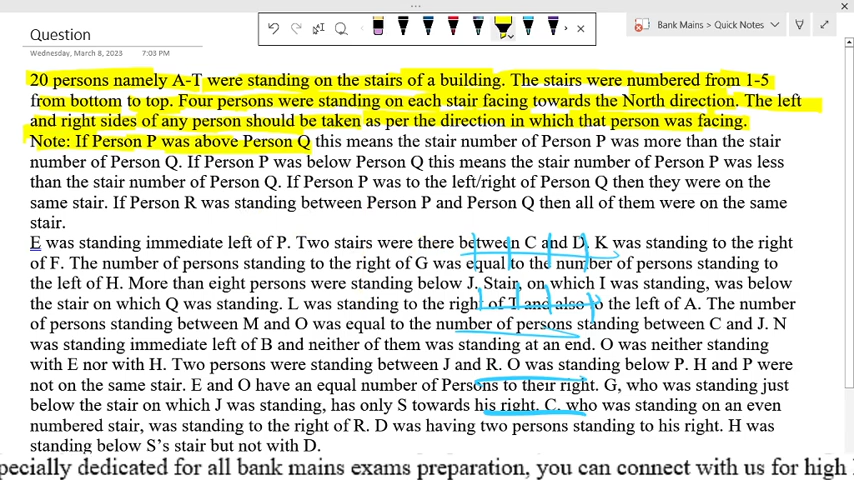 Question
Wednesday, March 8, 2023 7:03 PM
Bank Mains > Quick Notes
20 persons namely A-T were standing on the stairs of a building. The stairs were numbered from 1-5
from bottom to top. Four persons were standing on each stair facing towards the North direction. The left
and right sides of any person should be taken as per the direction in which that person was facing.
Note: If Person P was above Person Q this means the stair number of Person P was more than the stair
number of Person Q. If Person P was below Person Q this means the stair number of Person P was less
than the stair number of Person Q. If Person P was to the left/right of Person Q then they were on the
same stair. If Person R was standing between Person P and Person Q then all of them were on the same
stair.
E was standing immediate left of P. Two stairs were there between C and D. K was standing to the right
of F. The number of persons standing to the right of G was equal to the number of persons standing to
the left of H. More than eight persons were standing below J. Stair, on which I was standing, was below
the stair on which Q was standing. L was standing to the right of T and also to the left of A. The number
of persons standing between M and O was equal to the number of persons standing between C and J. N
was standing immediate left of B and neither of them was standing at an end. O was neither standing
with E nor with H. Two persons were standing between J and R. O was standing below P. H and P were
not on the same stair. E and O have an equal number of Persons to their right. G, who was standing just
below the stair on which J was standing, has only S towards his right. C, who was standing on an even
numbered stair, was standing to the right of R. D was having two persons standing to his right. H was
standing below S's stair but not with D.
pecially dedicated for all bank mains exams preparation, you can connect with us for high